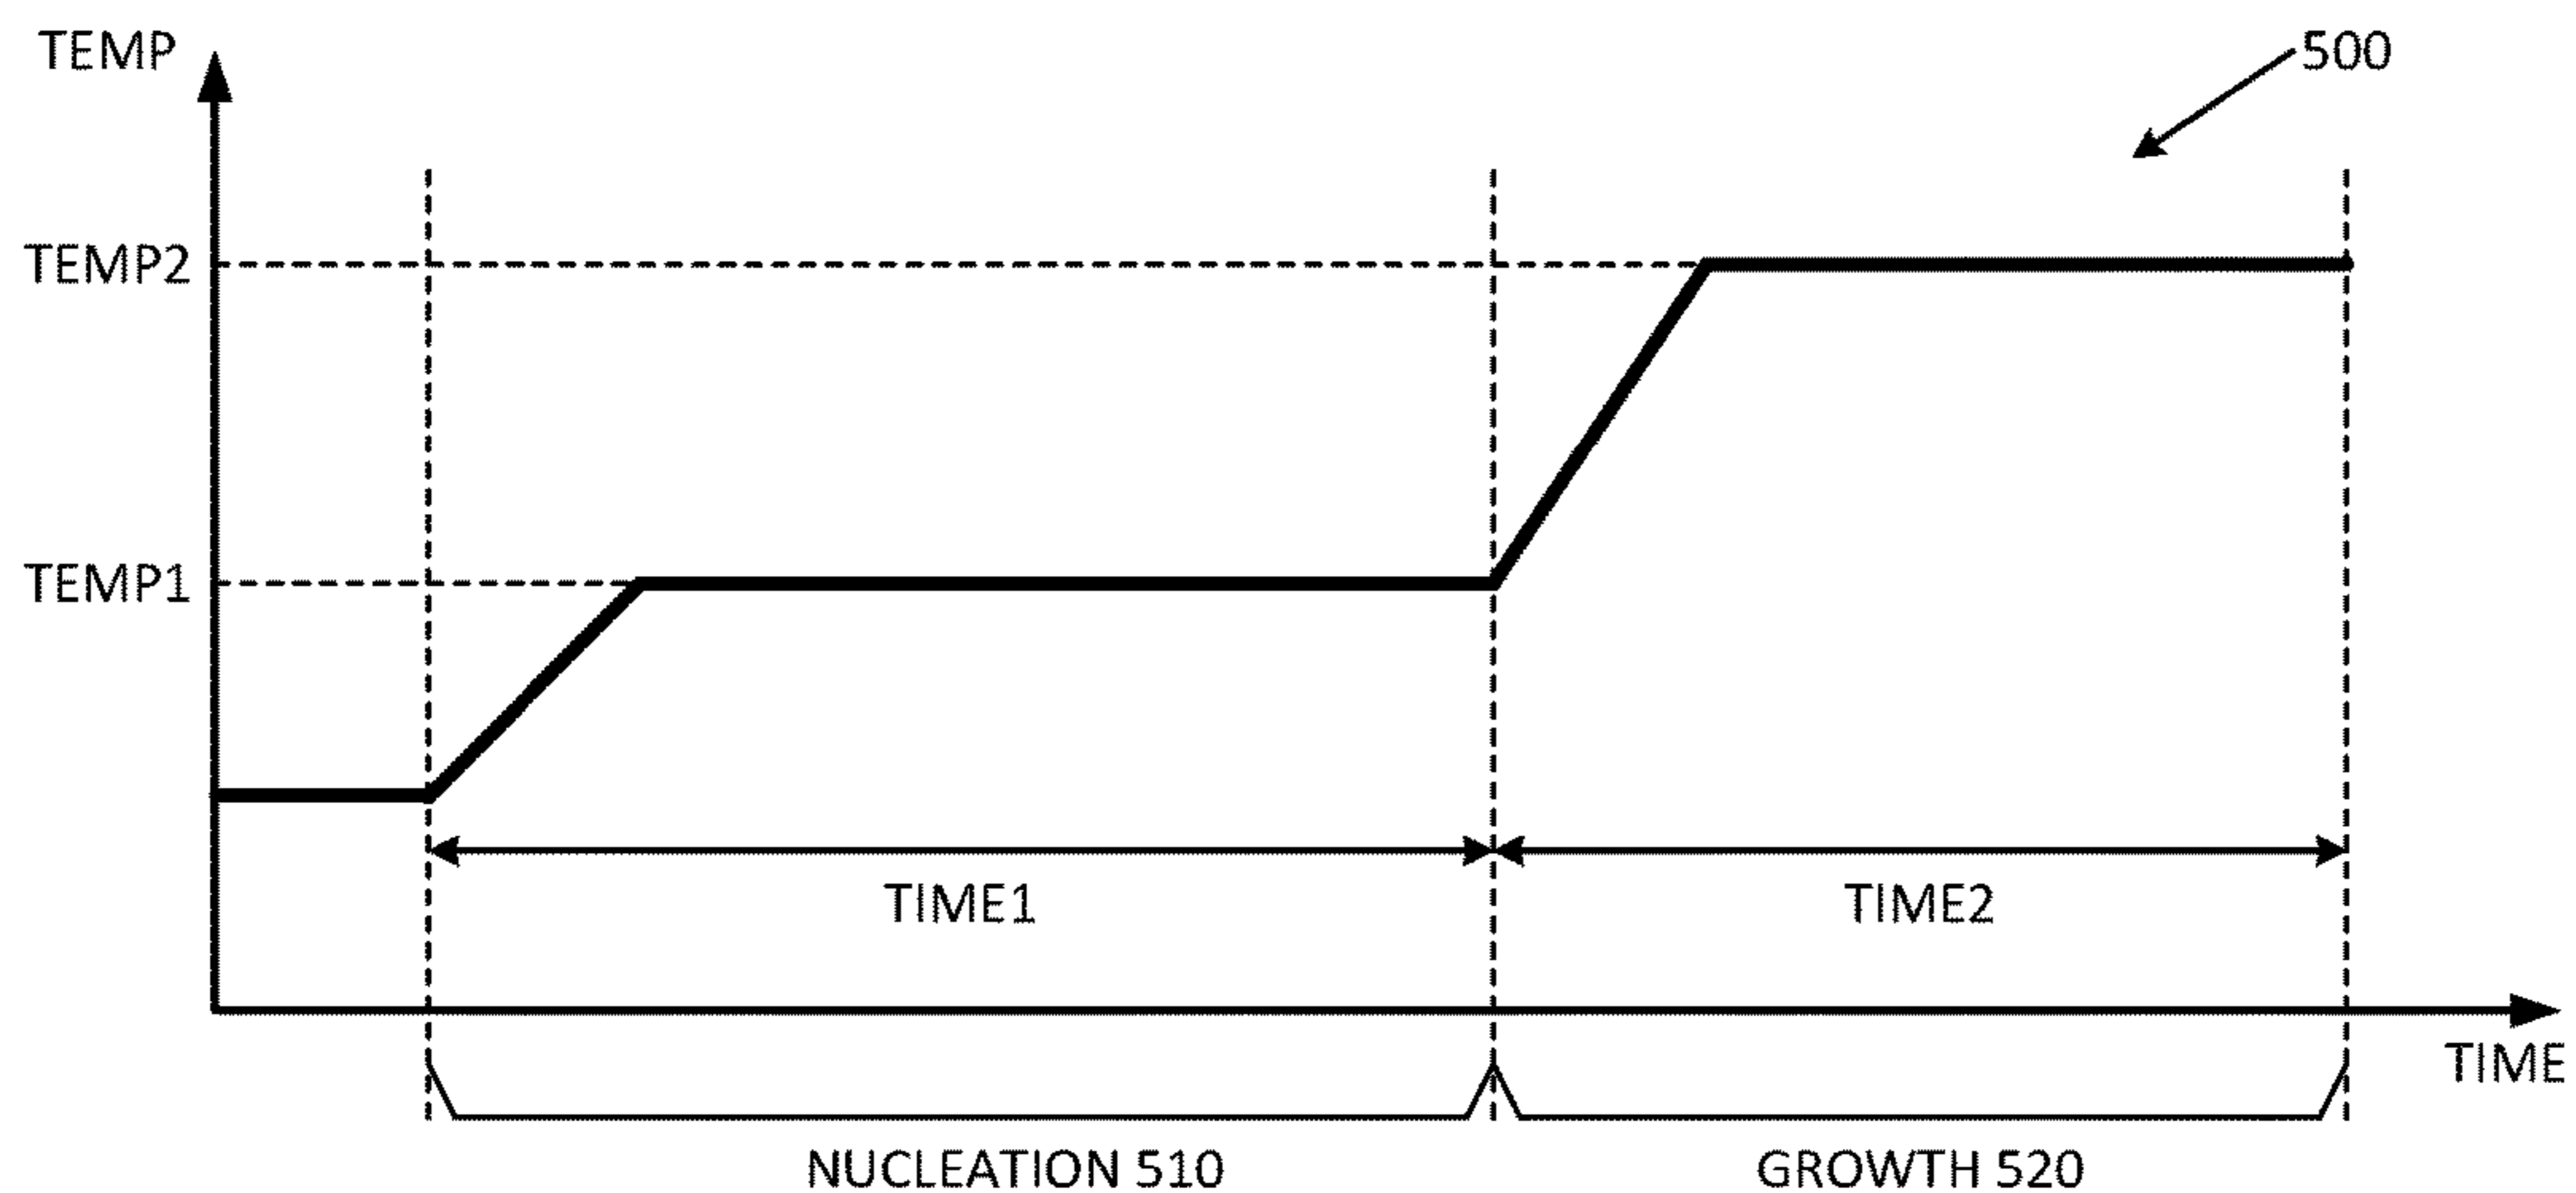 TEMP
500
TEMP2
TEMP1
TIME1
TIME2
TIME
NUCLEATION 510
GROWTH 520